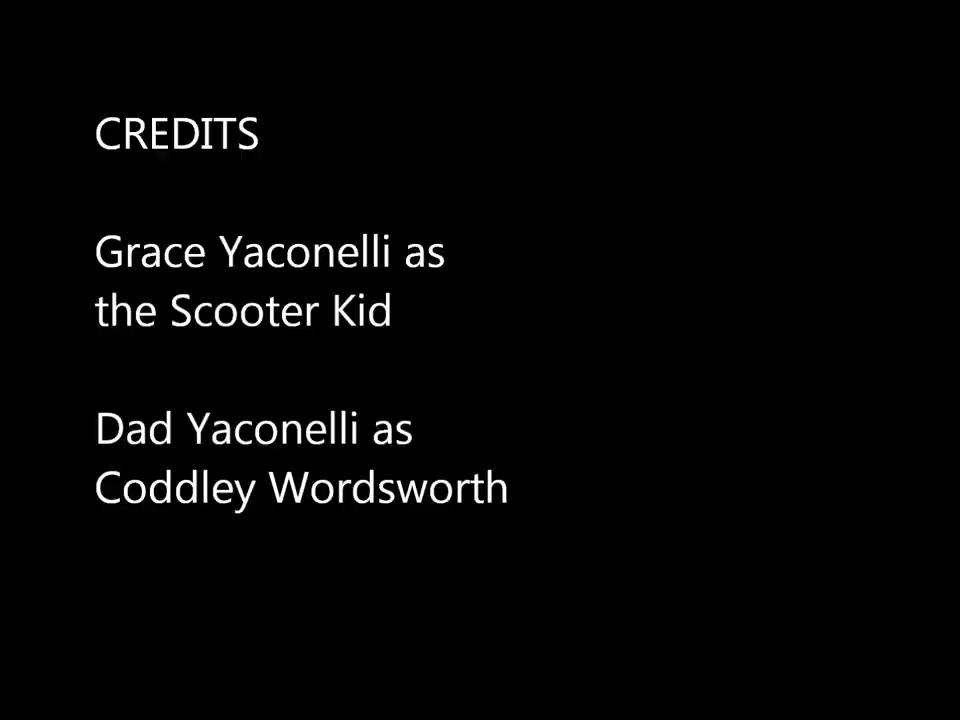 CREDITS
Grace Yaconelli as
the Scooter Kid
Dad Yaconelli as
Coddley Wordsworth